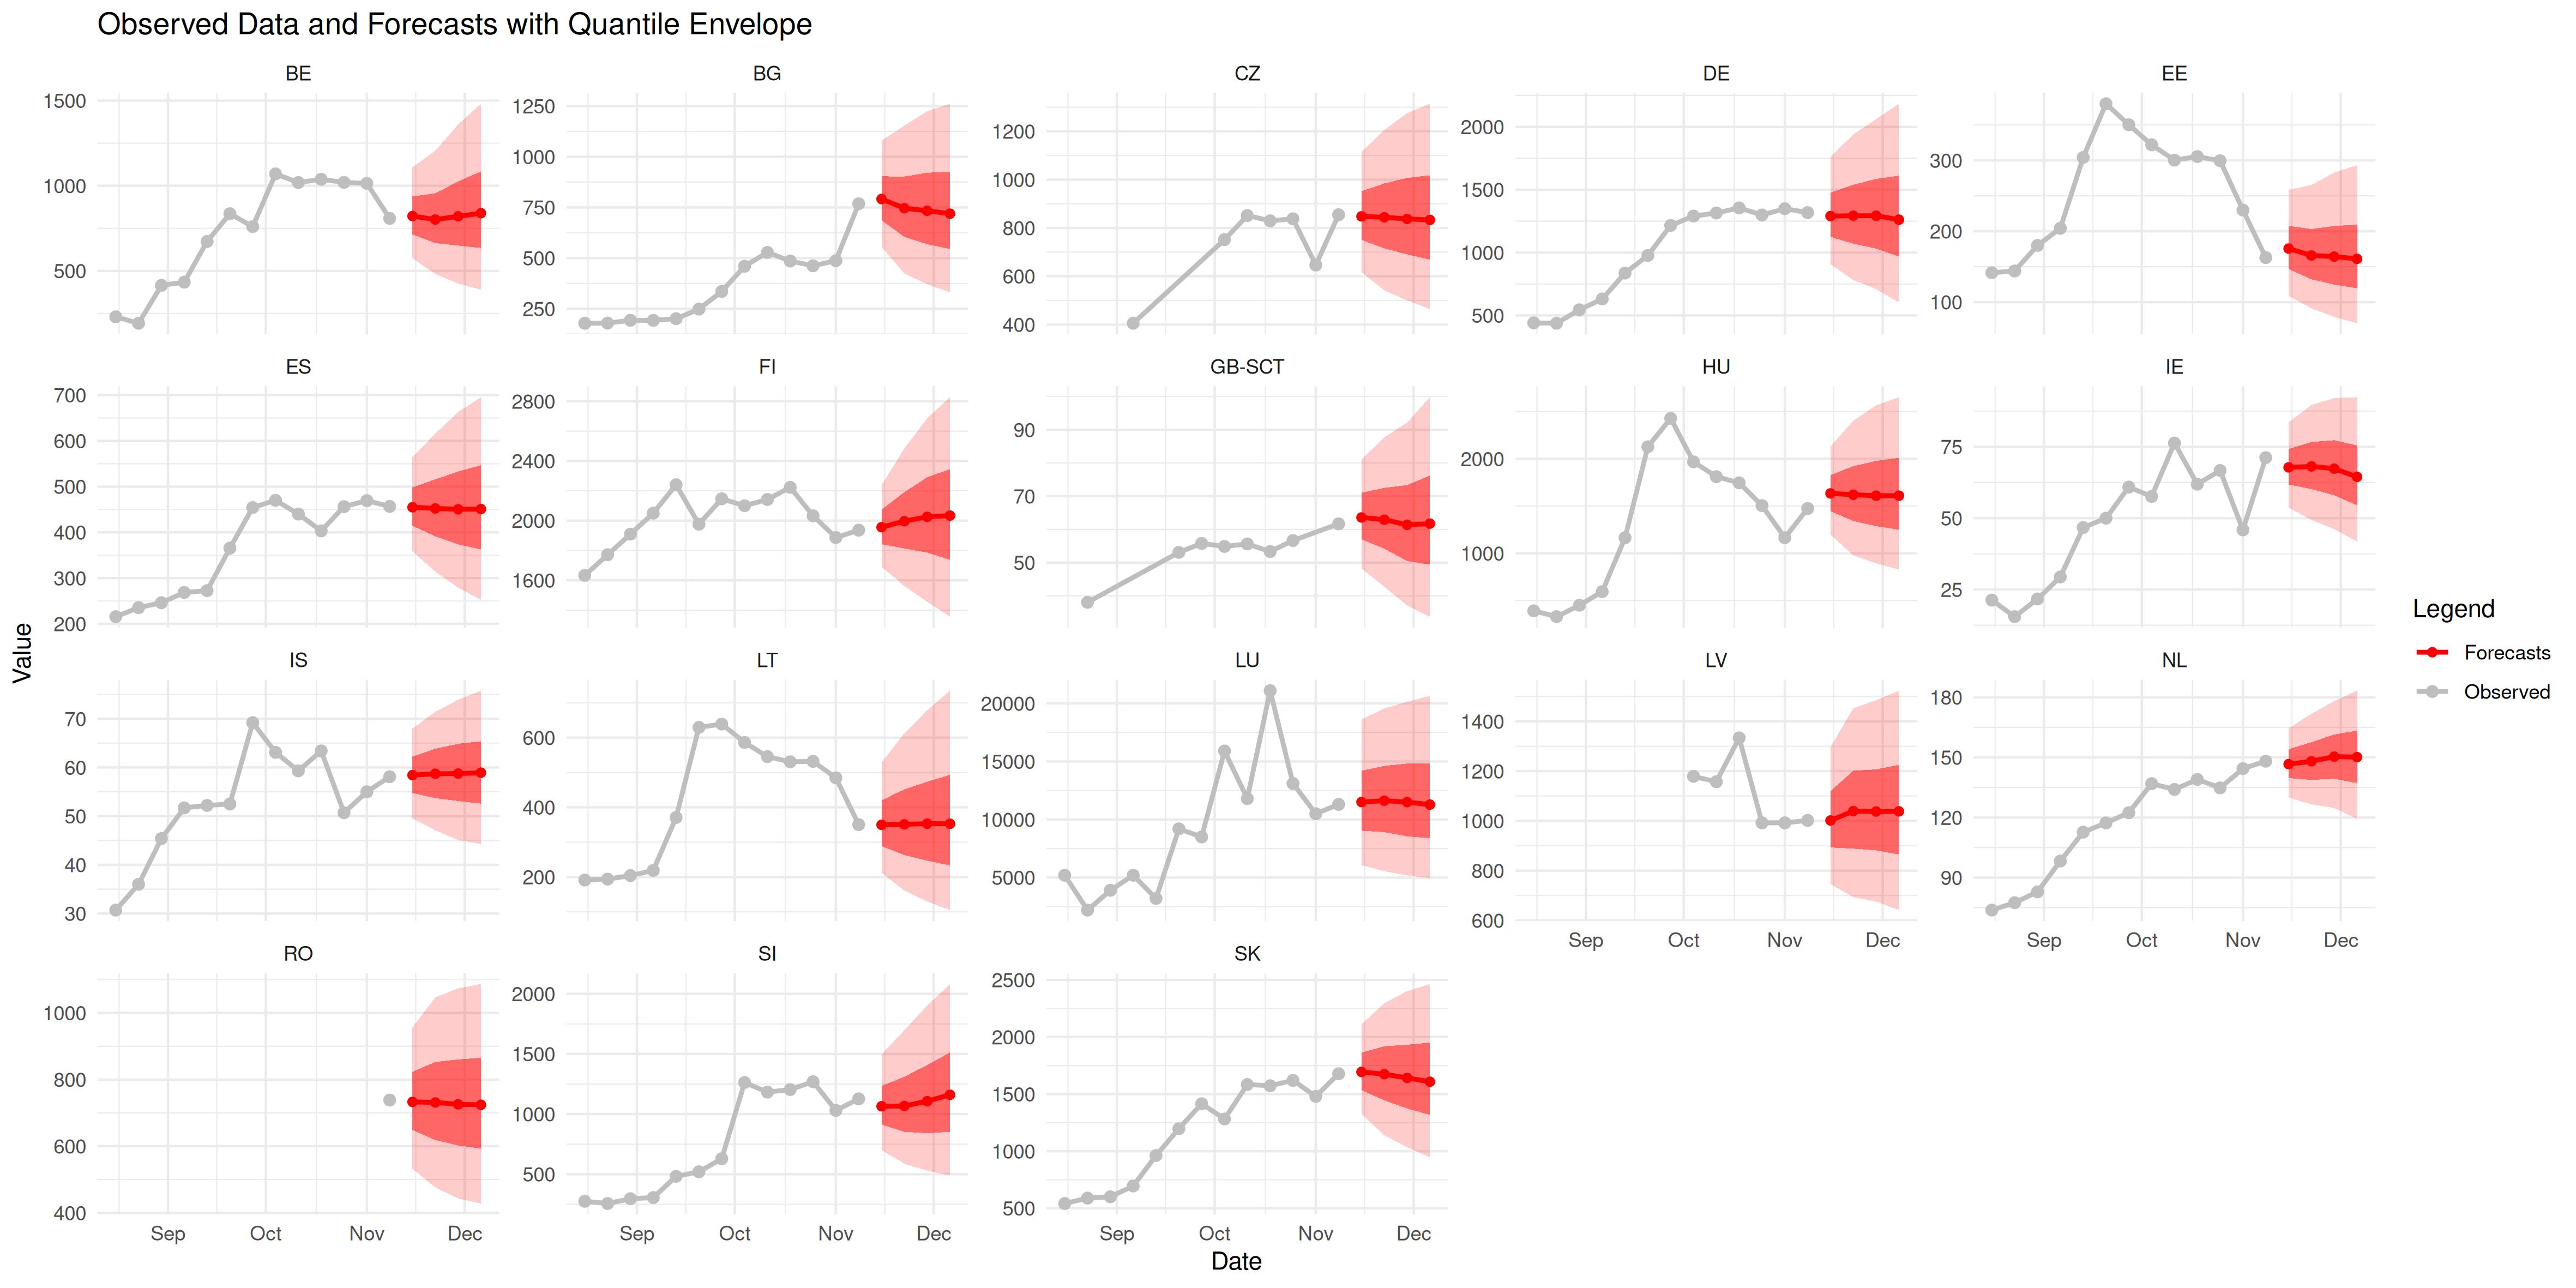 Observed Data and Forecasts with Quantile Envelope
BE
BG
CZ
DE
EE
1500
1000
500
1250
1000
750
500
250
1200
1000
800
600
400
2000
1500
1000
500
300
200
100
ES
FI
GB-SCT
HU
IE
700
600
500
400
300
200
2800
2400
2000
1600
90
70
50
2000
1000
75
50
25
IS
LT
LU
LV
NL
70
60
50
40
30
600
400
200
20000
15000
10000
5000
1400
1200
1000
800
600
Sep Oct Nov Dec
180
150
120
90
Sep Oct Nov Dec
RO
SI
SK
1000
800
600
400
Sep Oct Nov Dec
2000
1500
1000
500
Sep Oct Nov Dec
2500
2000
1500
1000
500
Sep Oct Nov Dec
Value
Date
Legend
Forecasts
Observed